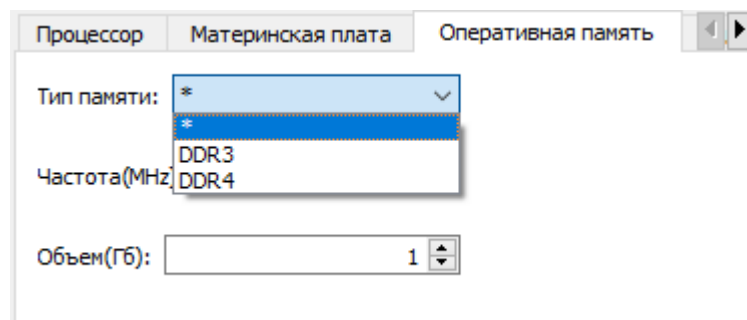 Процессор Материнская плата Оперативная память
Тип памяти: *
*
DDR3
Частота(MHz)
DDR4
Объем(Гб): 1